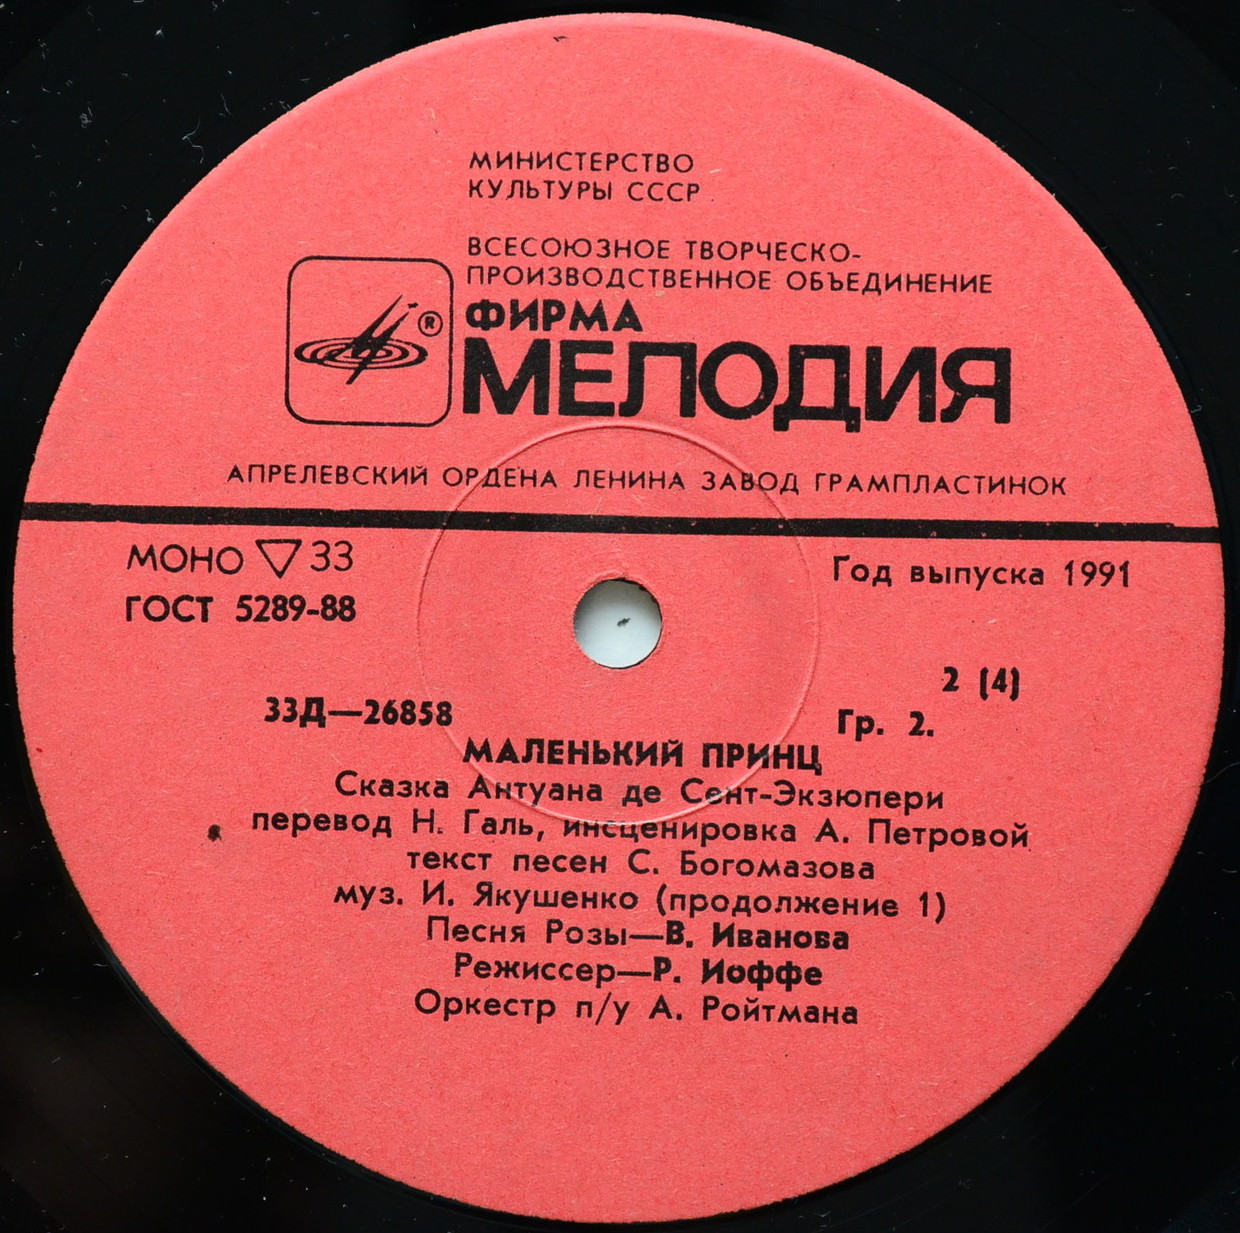 МИНИСТЕРСТВО
КУЛЬТУРЫ СССР
ВСЕСОЮЗНОЕ ТВОРЧЕСКО-
ПРОИЗВОДСТВЕННОЕ ОБЪЕДИНЕНИЕ
ФИРМА
®
МЕЛОДИЯ
АПРЕЛЕВСКИЙ ОРДЕНА ЛЕНИНА ЗАВОД ГРАМПЛАСТИНОК
МОНО ▽ 33
Год выпуска 1991
ГОСТ 5289-88
2 (4)
33Д—26858
Гр. 2.
МАЛЕНЬКИЙ ПРИНЦ
Сказка Антуана де Сент-Экзюпери
перевод Н. Галь, инсценировка А. Петровой
текст песен С. Богомазова
муз. И. Якушенко (продолжение 1)
Песня Розы—В. Иванова
Режиссер—Р. Иоффе
Оркестр п/у А. Ройтмана